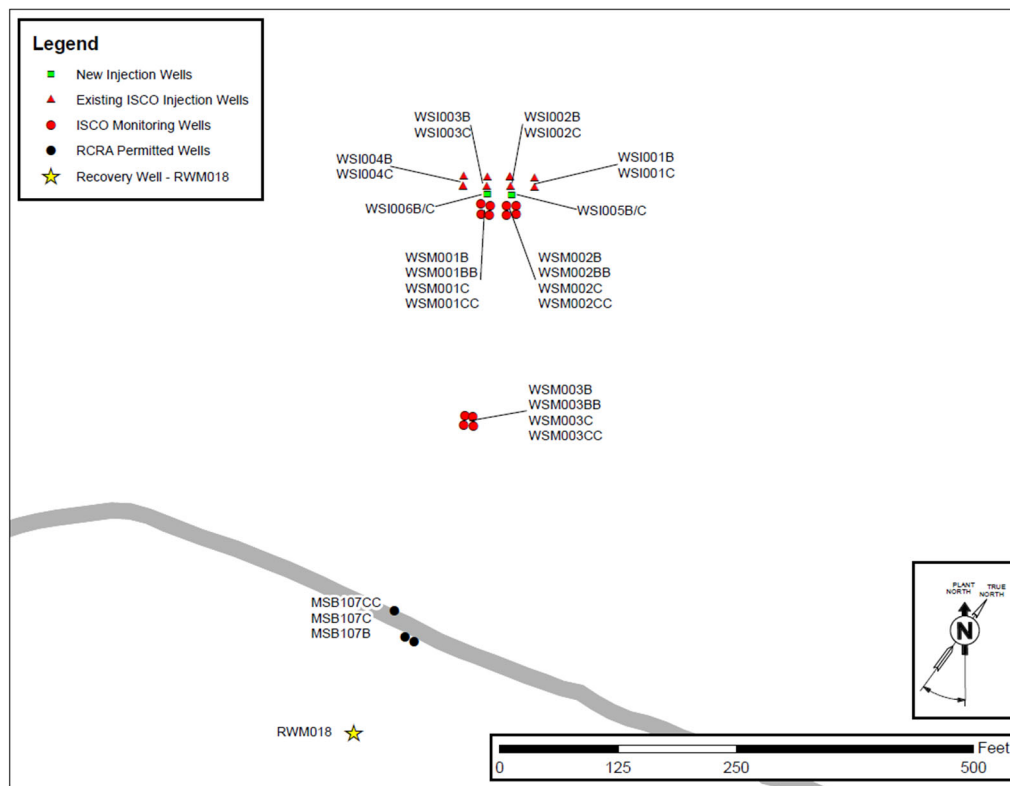 Legend
New Injection Wells
Existing ISCO Injection Wells
ISCO Monitoring Wells
RCRA Permitted Wells
Recovery Well - RWM018
WSI003B
WSI003C
WSI002B
WSI002C
WSI004B
WSI004C
WSI001B
WSI001C
WSI006B/C
WSI005B/C
WSM001B
WSM001BB
WSM001C
WSM001CC
WSM002B
WSM002BB
WSM002C
WSM002CC
WSM003B
WSM003BB
WSM003C
WSM003CC
MSB107CC
MSB107C
MSB107B
RWM018
PLANT
NORTH
TRUE
NORTH
N
Feet
0 125 250 500